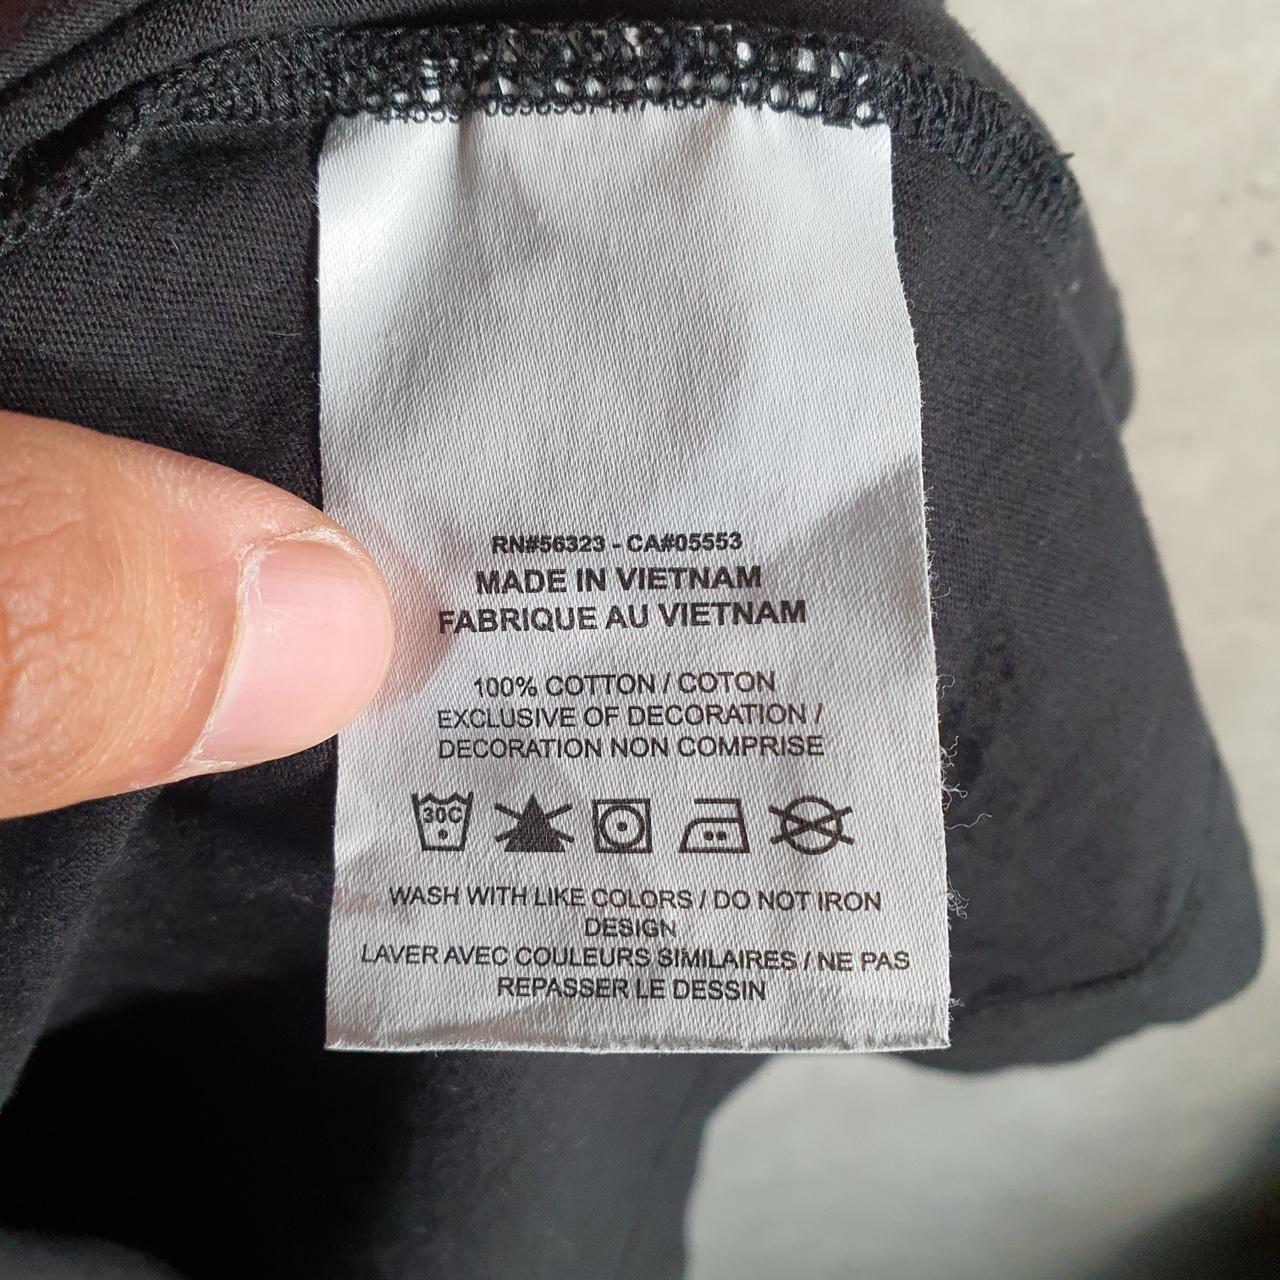 RN#56323 - CA#05553
MADE IN VIETNAM
FABRIQUE AU VIETNAM
100% COTTON / COTON
EXCLUSIVE OF DECORATION /
DECORATION NON COMPRISE
30C
WASH WITH LIKE COLORS / DO NOT IRON
DESIGN
LAVER AVEC COULEURS SIMILAIRES / NE PAS
REPASSER LE DESSIN